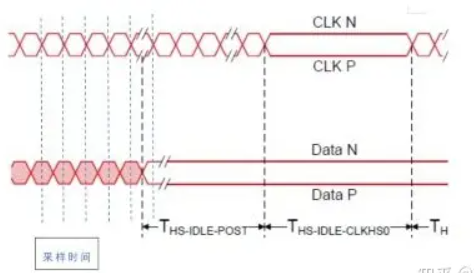 CLK N
CLK P
Data N
Data P
THS-IDLE-POST
THS-IDLE-CLKHS0
TH
采样时间